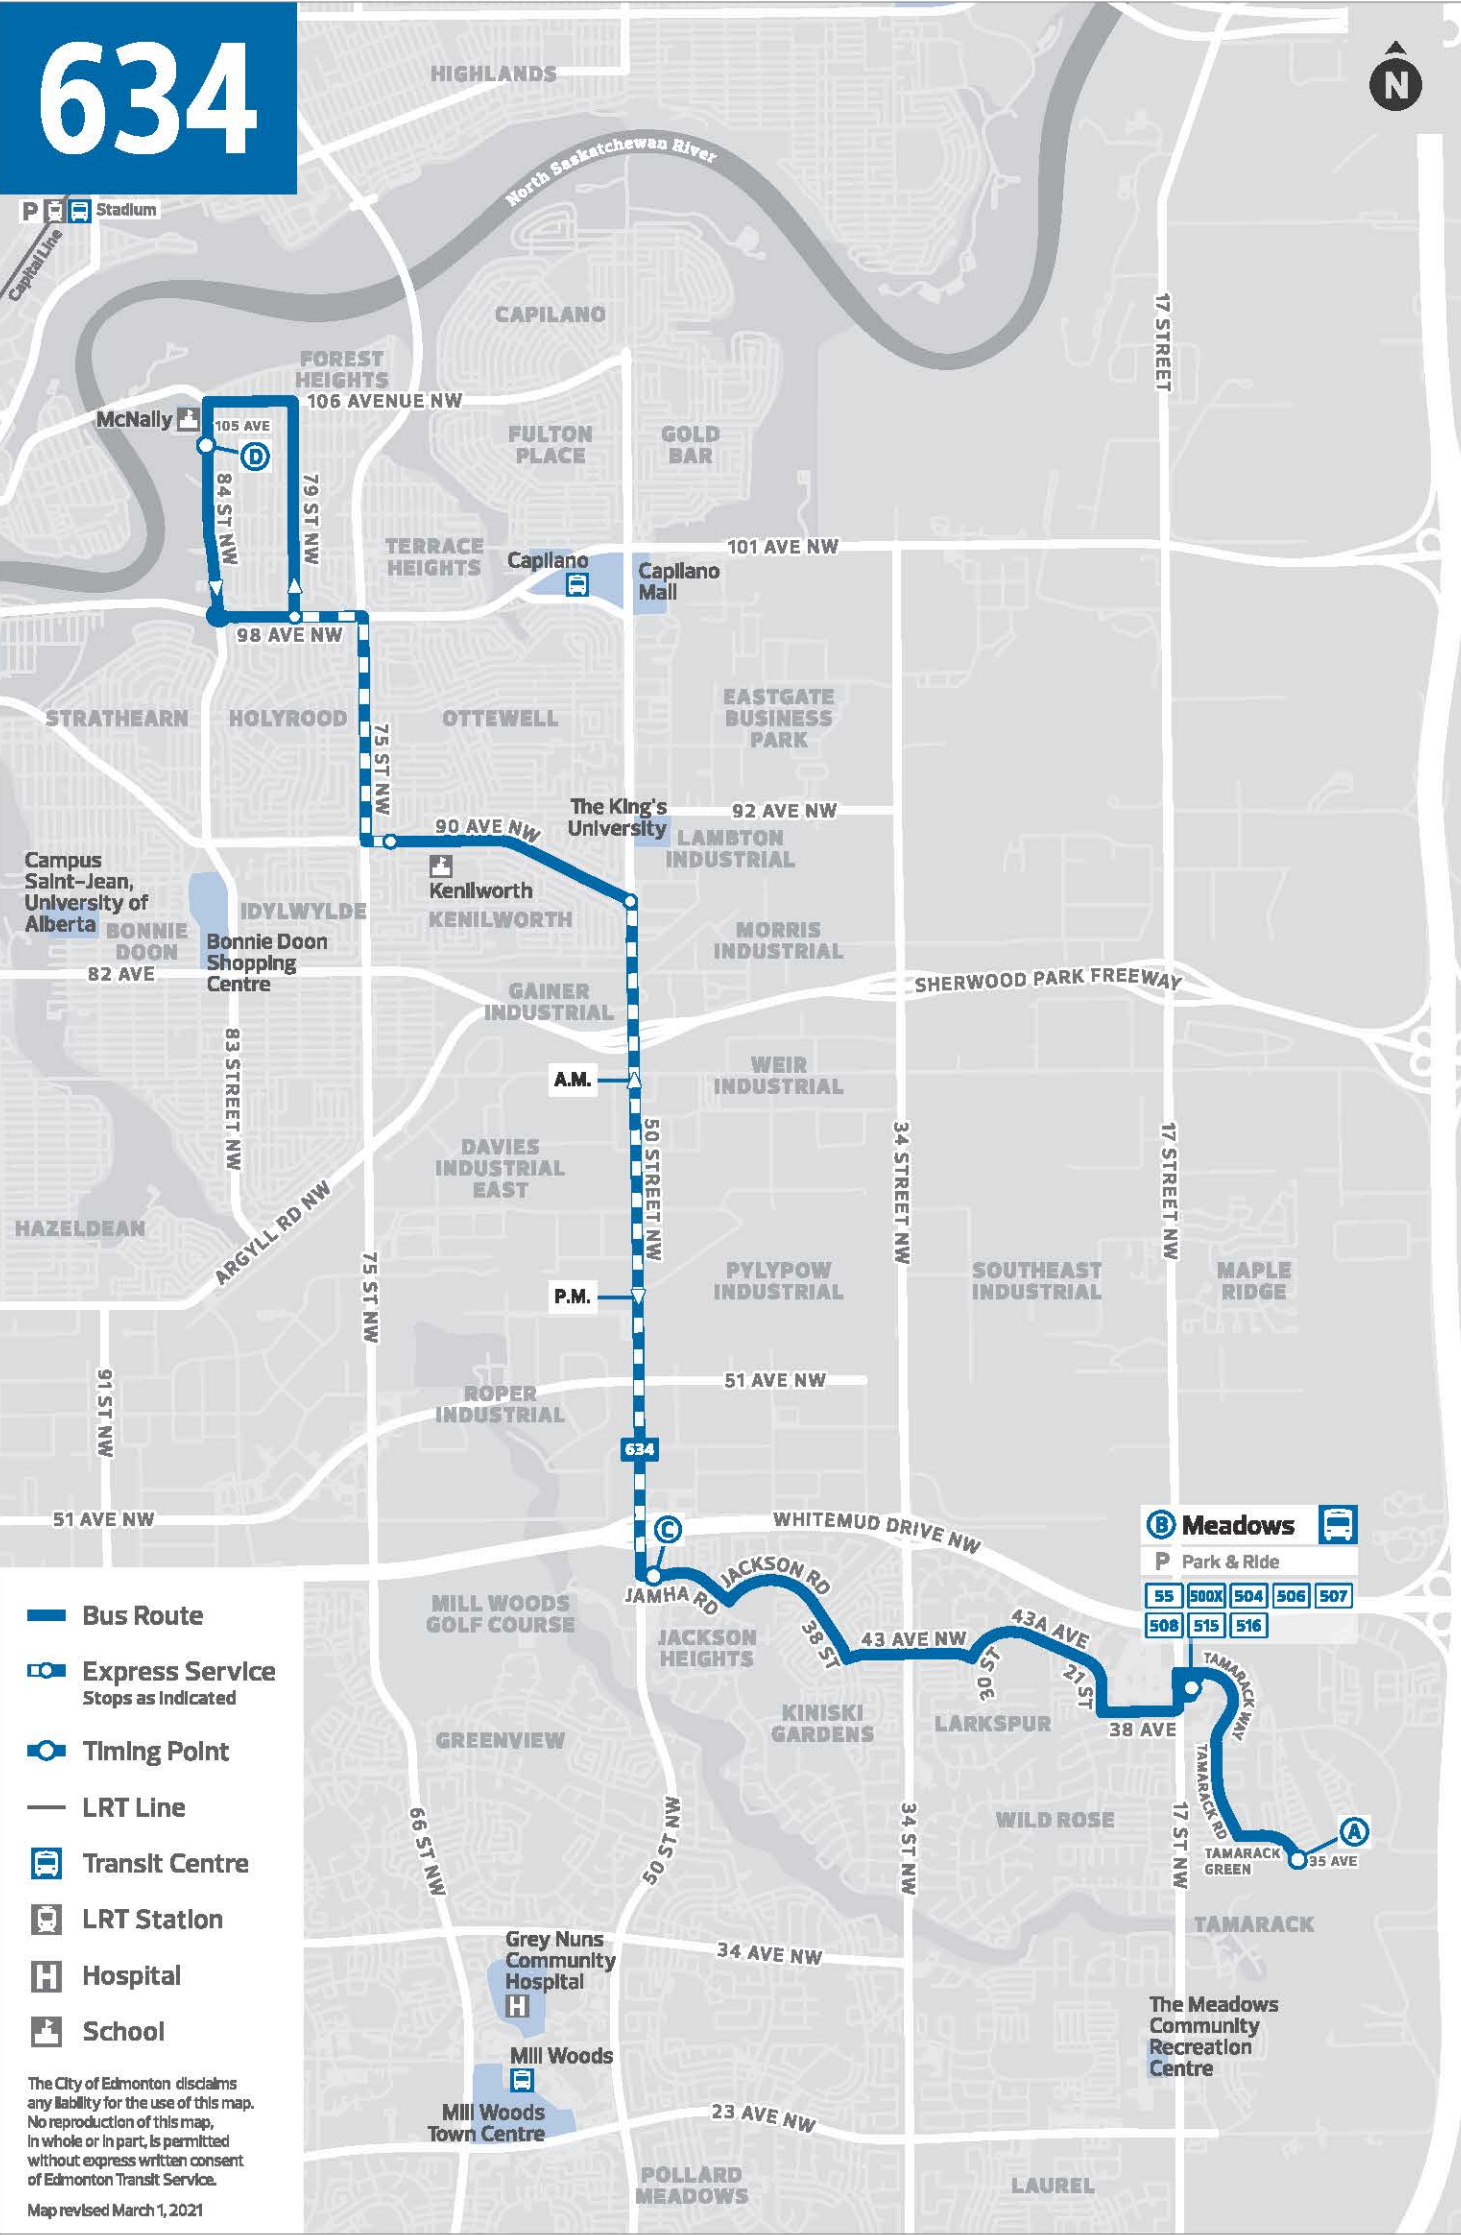 634
N
HIGHLANDS
North Saskatchewan River
P Stadium
Capital Line
17 STREET
CAPILANO
FOREST
HEIGHTS
106 AVENUE NW
McNally
105 AVE
D
84 ST NW
79 ST NW
FULTON
PLACE
GOLD
BAR
TERRACE
HEIGHTS
Capilano
Capilano
Mall
101 AVE NW
98 AVE NW
STRATHEARN
HOLYROOD
OTTEWELL
EASTGATE
BUSINESS
PARK
75 ST NW
90 AVE NW
The King's
University
92 AVE NW
LAMBTON
INDUSTRIAL
Campus
Saint-Jean,
University of
Alberta
BONNIE
DOON
82 AVE
IDYLWYLDE
Bonnie Doon
Shopping
Centre
Kenilworth
KENILWORTH
MORRIS
INDUSTRIAL
GAINER
INDUSTRIAL
SHERWOOD PARK FREEWAY
83 STREET NW
A.M.
WEIR
INDUSTRIAL
50 STREET NW
34 STREET NW
17 STREET NW
DAVIES
INDUSTRIAL
EAST
HAZELDEAN
ARGYLL RD NW
75 ST NW
P.M.
PYLYPOW
INDUSTRIAL
SOUTHEAST
INDUSTRIAL
MAPLE
RIDGE
91 ST NW
ROPER
INDUSTRIAL
51 AVE NW
634
51 AVE NW
C
WHITEMUD DRIVE NW
B Meadows
P Park & Ride
55 500X 504 506 507
508 515 516
JAMHA RD
JACKSON RD
38 ST
43 AVE NW
30 ST
43A AVE
21 ST
38 AVE
TAMARACK WAY
TAMARACK RD
TAMARACK
GREEN
A
35 AVE
MILL WOODS
GOLF COURSE
JACKSON
HEIGHTS
KINISKI
GARDENS
LARKSPUR
GREENVIEW
WILD ROSE
66 ST NW
50 ST NW
34 ST NW
17 ST NW
TAMARACK
Grey Nuns
Community
Hospital
34 AVE NW
The Meadows
Community
Recreation
Centre
Mill Woods
Mill Woods
Town Centre
23 AVE NW
POLLARD
MEADOWS
LAUREL
Bus Route
Express Service
Stops as indicated
Timing Point
LRT Line
Transit Centre
LRT Station
H Hospital
School
The City of Edmonton disclaims
any liability for the use of this map.
No reproduction of this map,
in whole or in part, is permitted
without express written consent
of Edmonton Transit Service.
Map revised March 1, 2021